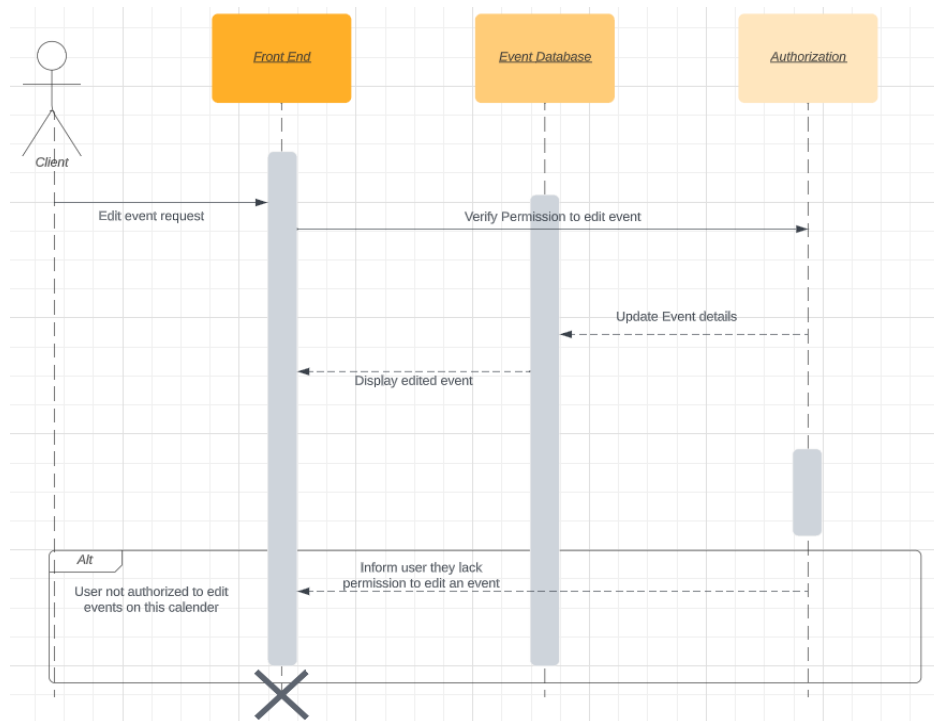 Front End
Event Database
Authorization
Client
Edit event request
Verify Permission to edit event
Update Event details
Display edited event
Alt
User not authorized to edit
events on this calender
Inform user they lack
permission to edit an event